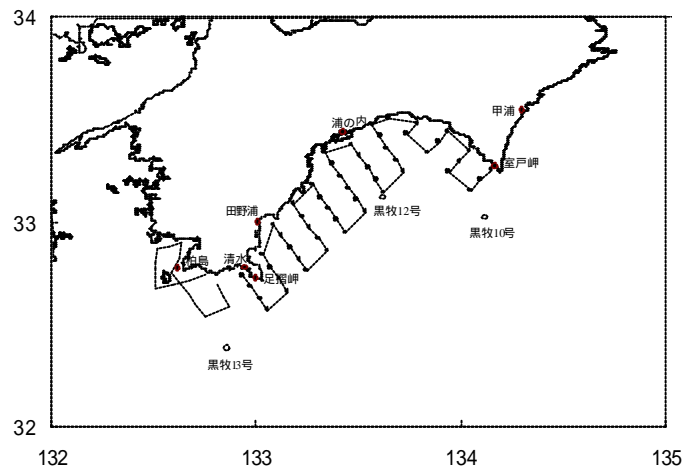 34
甲浦
浦の内
室戸岬
33
田野浦
黒牧12号
黒牧10号
柏島
清水
足摺岬
黒牧13号
32
132
133
134
135